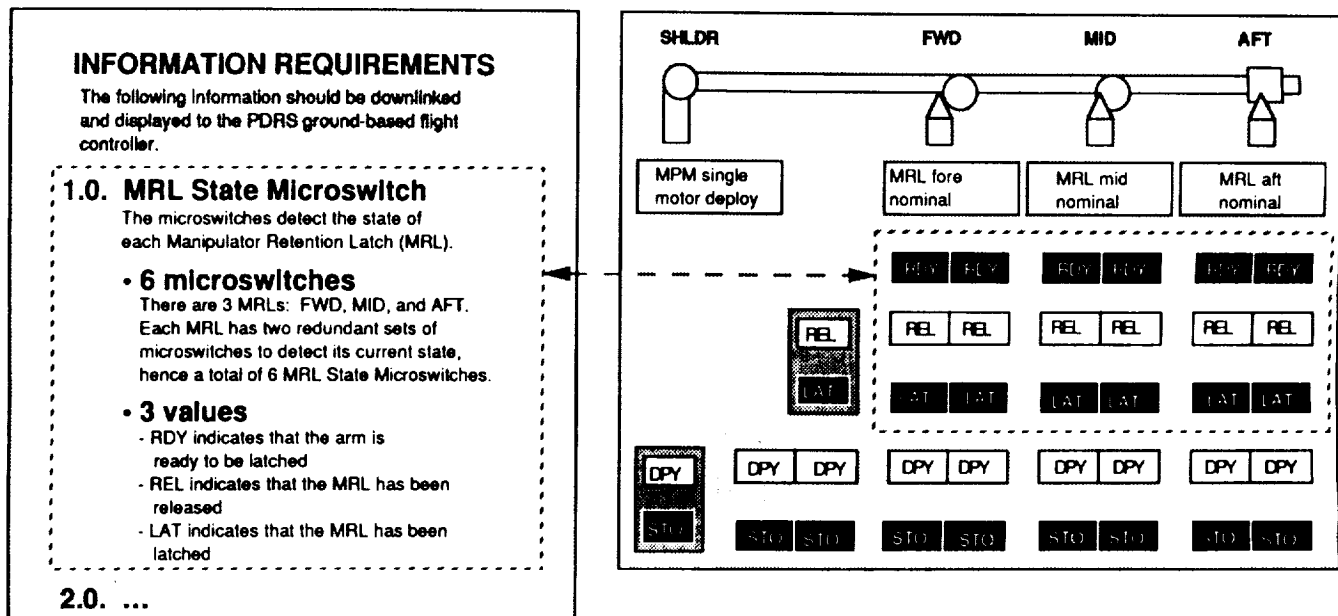 INFORMATION REQUIREMENTS
The following Information should be downlinked
and displayed to the PDRS ground-based flight
controller.
1.0. MRL State Microswitch
The microswitches detect the state of
each Manipulator Retention Latch (MRL).
• 6 microswitches
There are 3 MRLs: FWD, MID, and AFT.
Each MRL has two redundant sets of
microswitches to detect its current state,
hence a total of 6 MRL State Microswitches.
• 3 values
- RDY indicates that the arm is
ready to be latched
- REL indicates that the MRL has been
released
- LAT indicates that the MRL has been
latched
2.0. ...
SHLDR FWD MID AFT
MPM single
motor deploy
MRL fore
nominal
MRL mid
nominal
MRL aft
nominal
RDY RDY RDY RDY RDY RDY
REL REL REL REL REL REL REL
LAT LAT LAT LAT LAT LAT LAT
DPY DPY DPY DPY DPY DPY DPY DPY DPY
STO STO STO STO STO STO STO STO STO